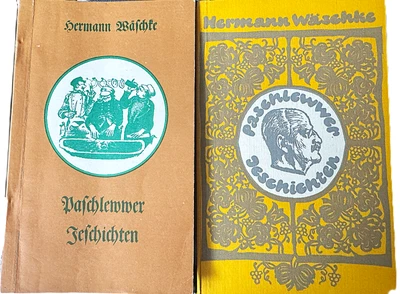 Hermann Wäſchke
Paſchlewwer
Jeſchichten
Hermann Wäschke
Paschlewwer
Jeschichten